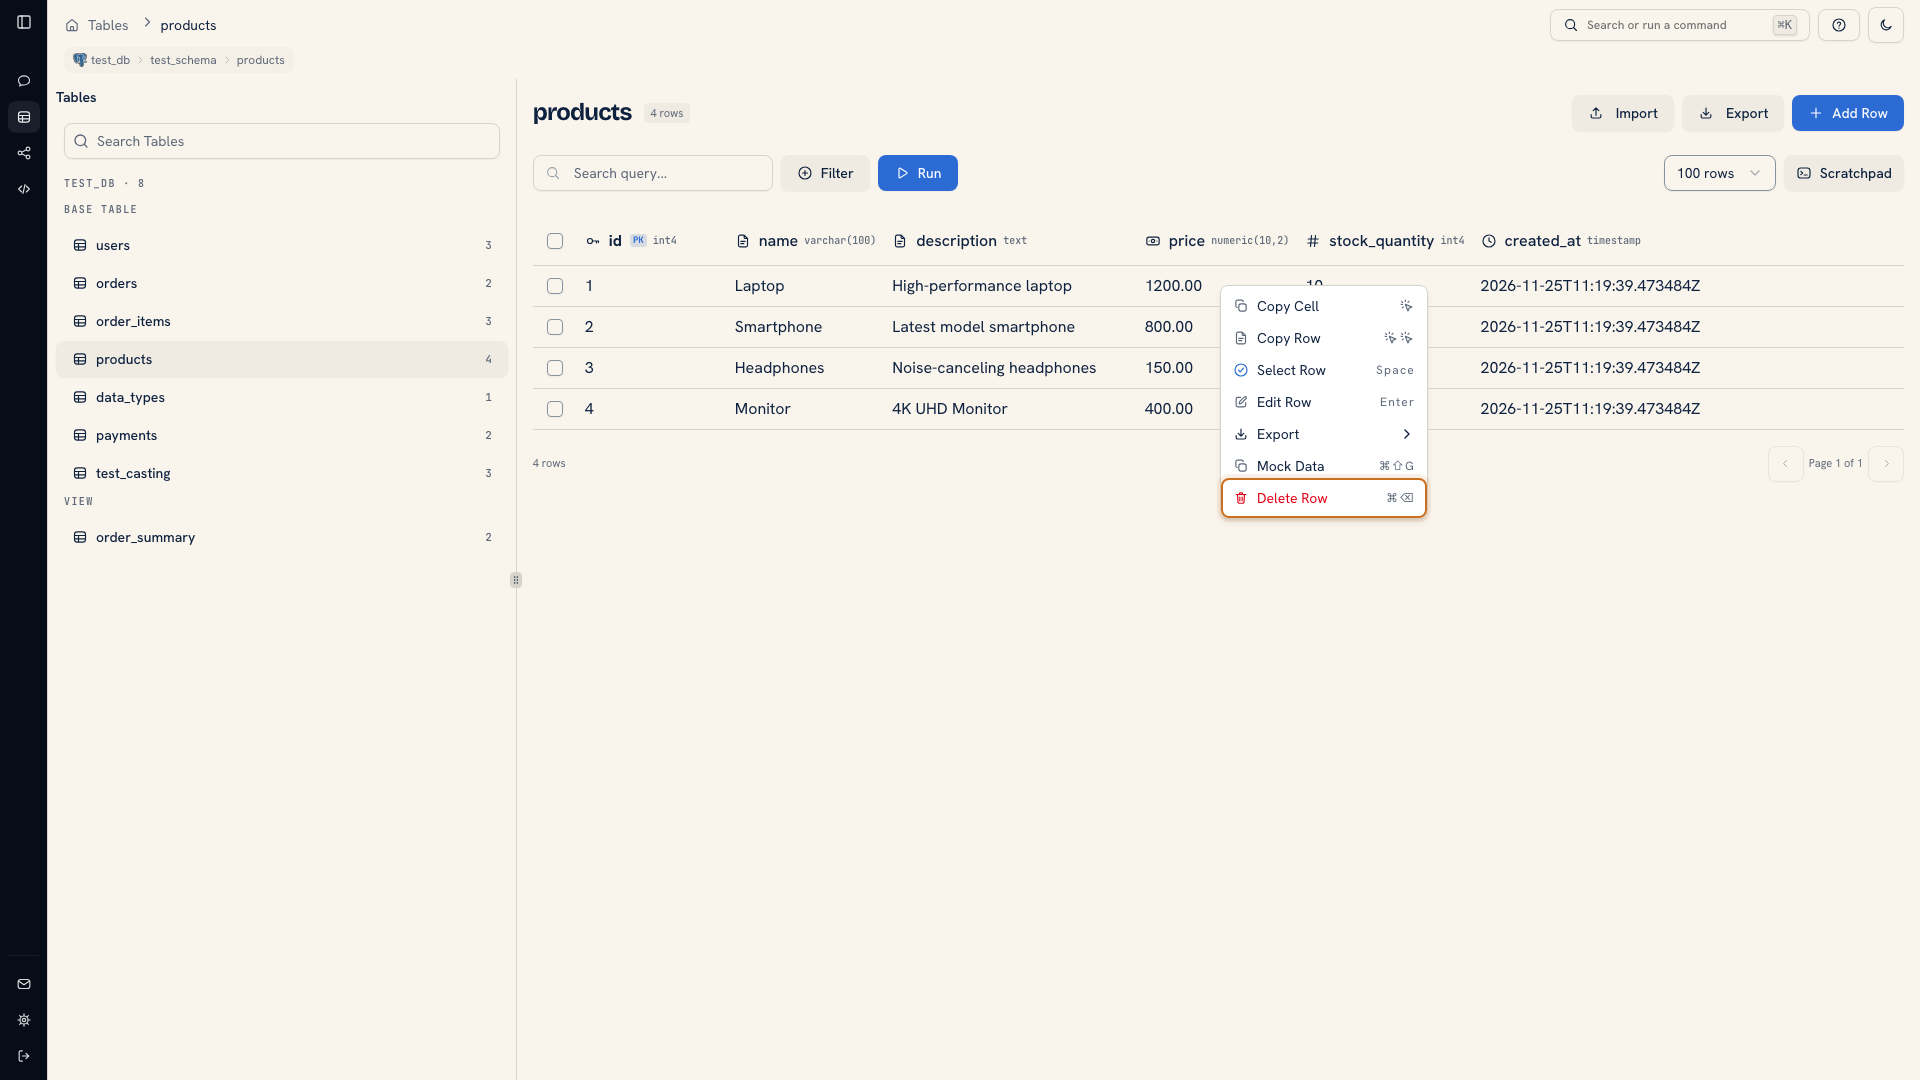 Tables > products
Search or run a command ⌘K
test_db > test_schema > products
Tables
Search Tables
TEST_DB · 8
BASE TABLE
users 3
orders 2
order_items 3
products 4
data_types 1
payments 2
test_casting 3
VIEW
order_summary 2
products 4 rows
Import
Export
Add Row
Search query...
Filter
Run
100 rows
Scratchpad
id PK int4 name varchar(100) description text price numeric(10,2) stock_quantity int4 created_at timestamp
1 Laptop High-performance laptop 1200.00 10 2026-11-25T11:19:39.473484Z
2 Smartphone Latest model smartphone 800.00 2026-11-25T11:19:39.473484Z
3 Headphones Noise-canceling headphones 150.00 2026-11-25T11:19:39.473484Z
4 Monitor 4K UHD Monitor 400.00 2026-11-25T11:19:39.473484Z
Copy Cell
Copy Row
Select Row Space
Edit Row Enter
Export
Mock Data ⌘⇧G
Delete Row ⌘⌫
4 rows
Page 1 of 1